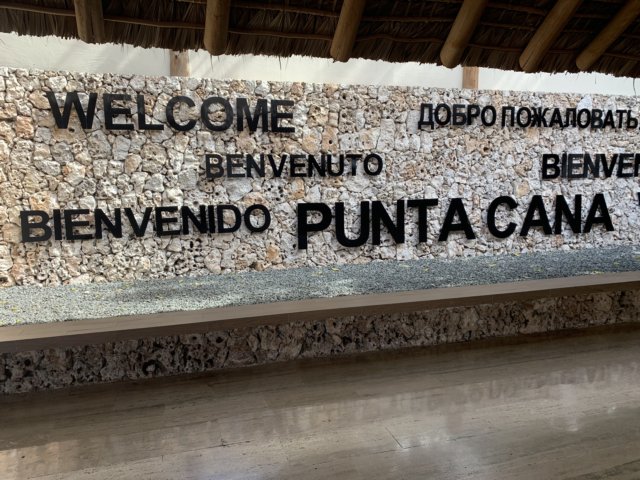 WELCOME ДОБРО ПОЖАЛОВАТЬ
BENVENUTO
BIENVENIDO PUNTA CANA